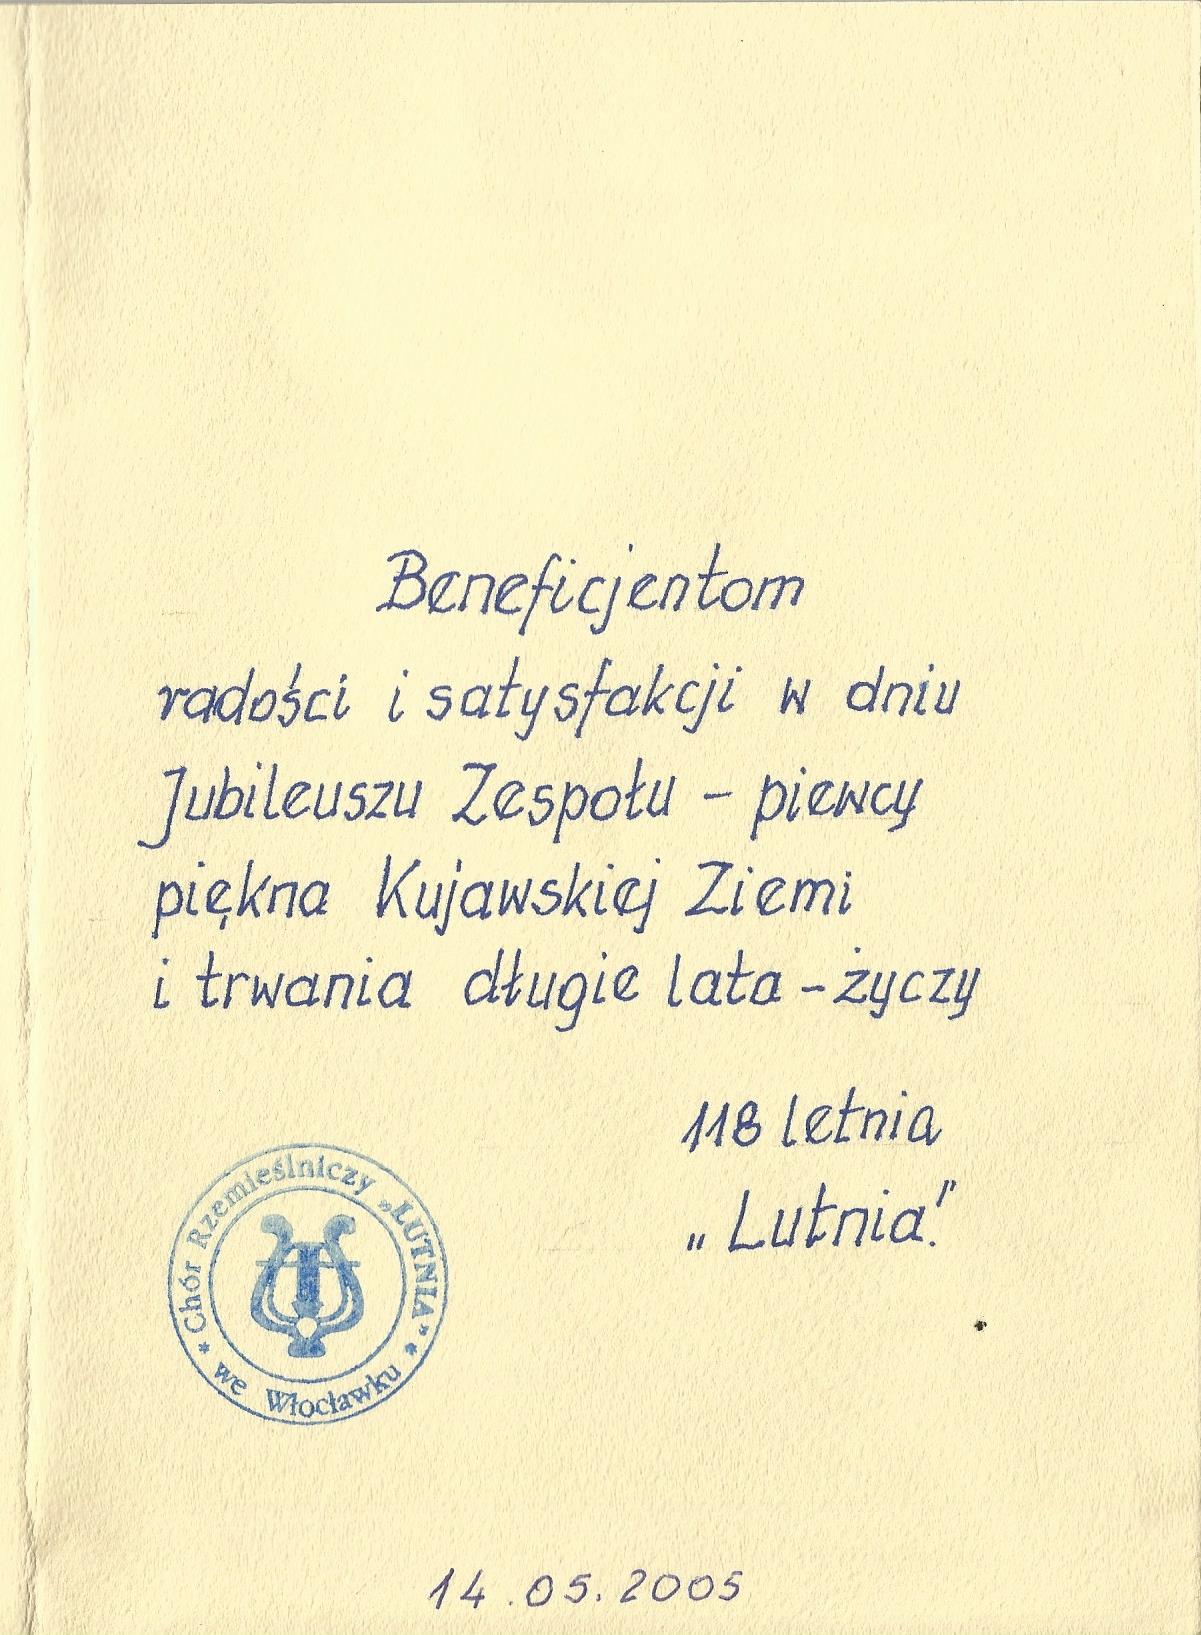 Beneficjentom
radości i satysfakcji w dniu
Jubileuszu Zespołu – piewcy
piękna Kujawskiej Ziemi
i trwania długie lata – życzy
118 letnia
„Lutnia."
Chór Rzemieślniczy „LUTNIA"
* we Włocławku *
14.05.2005